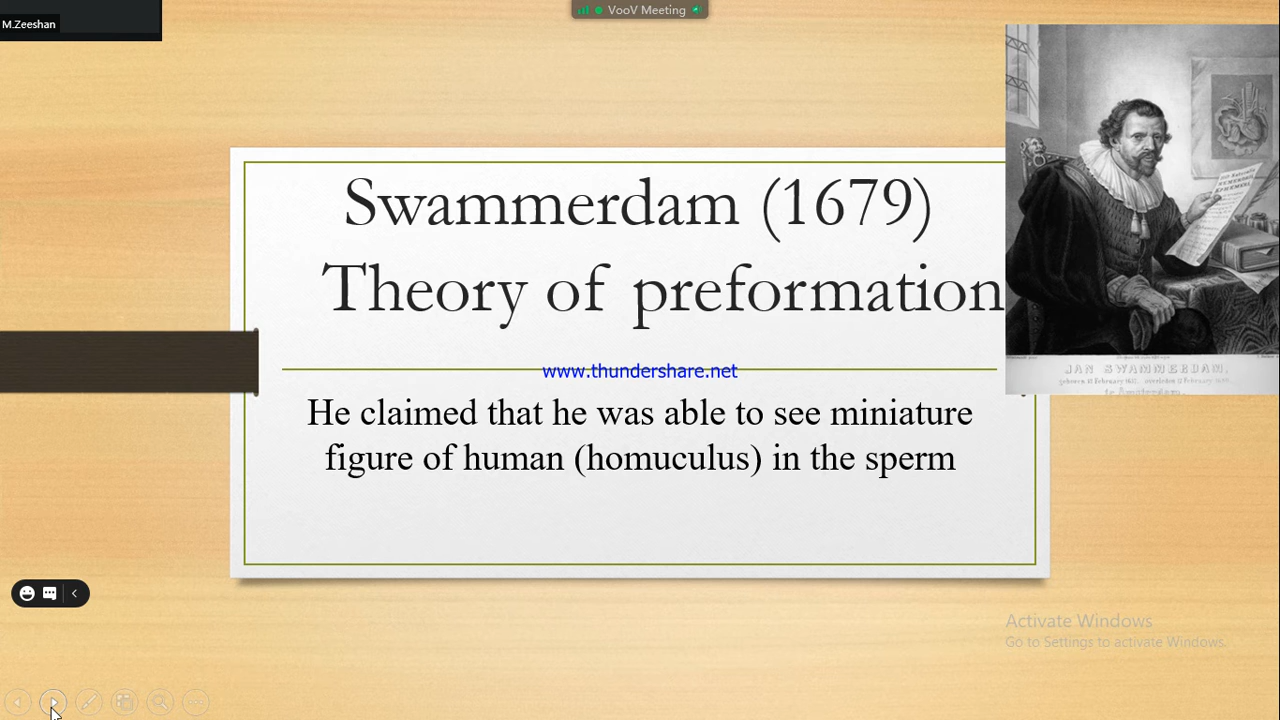 M.Zeeshan
VooV Meeting
Swammerdam (1679)
Theory of preformation
www.thundershare.net
He claimed that he was able to see miniature
figure of human (homuculus) in the sperm
JAN SWAMMERDAM,
Activate Windows
Go to Settings to activate Windows.